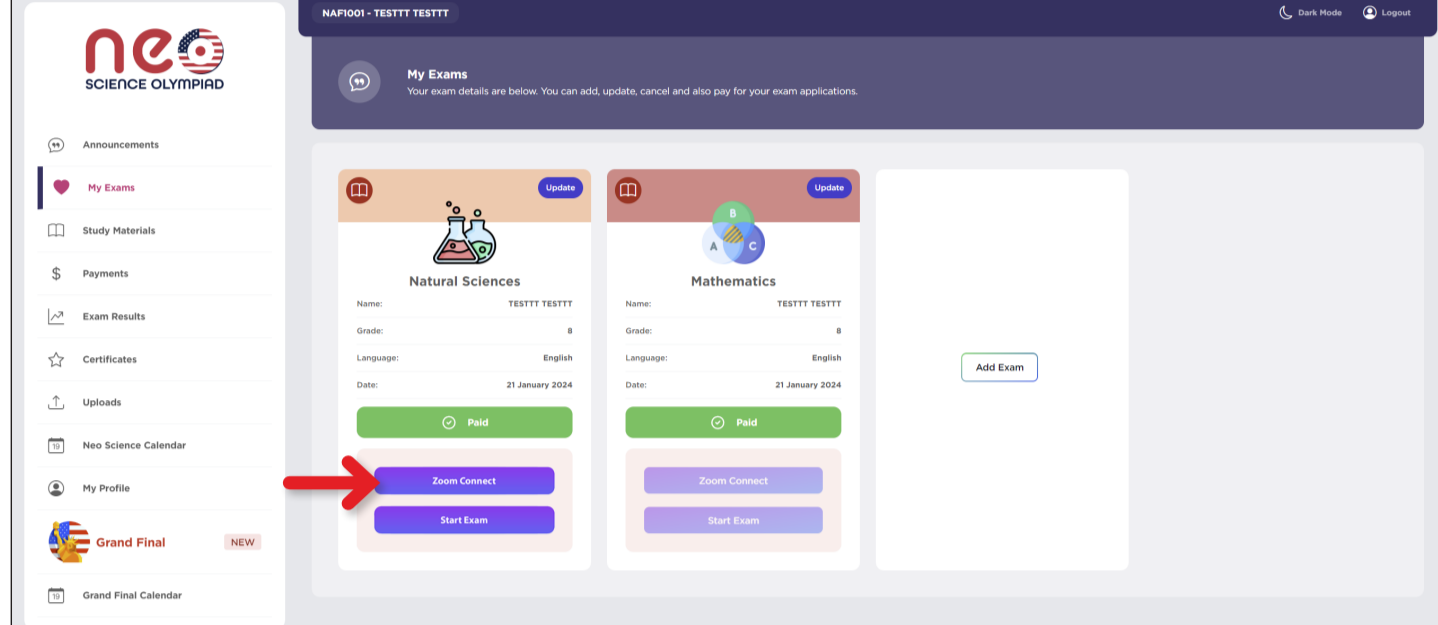 neo
SCIENCE OLYMPIAD
Announcements
My Exams
Study Materials
Payments
Exam Results
Certificates
Uploads
19 Neo Science Calendar
My Profile
Grand Final NEW
19 Grand Final Calendar
NAF1001 - TESTTT TESTTT
Dark Mode
Logout
My Exams
Your exam details are below. You can add, update, cancel and also pay for your exam applications.
Update
Natural Sciences
Name: TESTTT TESTTT
Grade: 8
Language: English
Date: 21 January 2024
Paid
Zoom Connect
Start Exam
Update
B
A C
Mathematics
Name: TESTTT TESTTT
Grade: 8
Language: English
Date: 21 January 2024
Paid
Zoom Connect
Start Exam
Add Exam